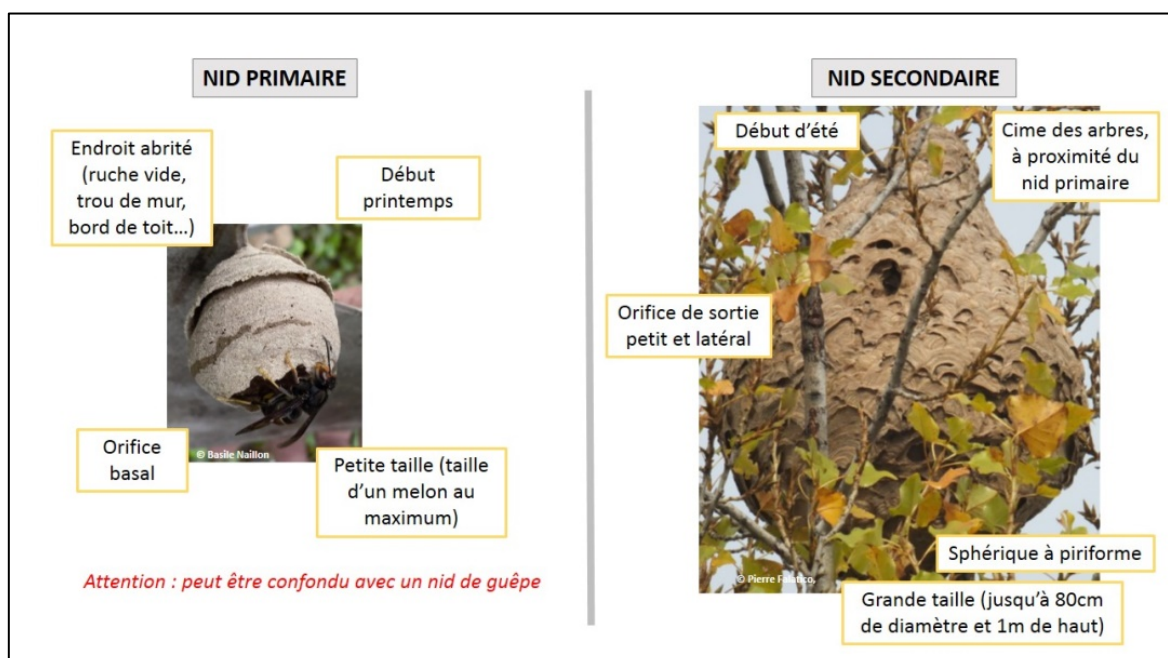 NID PRIMAIRE
Endroit abrité
(ruche vide,
trou de mur,
bord de toit...)
Début
printemps
© Basile Naillon
Orifice
basal
Petite taille (taille
d'un melon au
maximum)
Attention : peut être confondu avec un nid de guêpe
NID SECONDAIRE
Début d'été
Cime des arbres,
à proximité du
nid primaire
Orifice de sortie
petit et latéral
Sphérique à piriforme
© Pierre Falatico,
Grande taille (jusqu'à 80cm
de diamètre et 1m de haut)